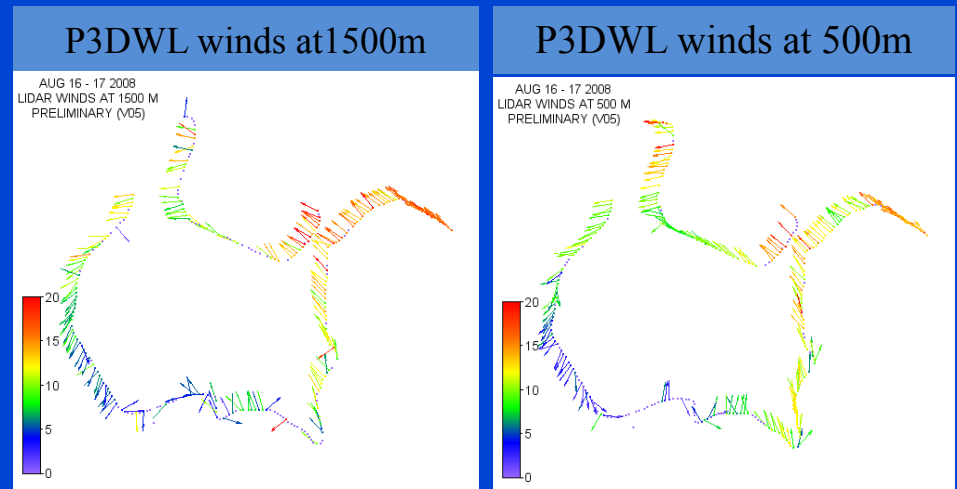 P3DWL winds at1500m
AUG 16 - 17 2008
LIDAR WINDS AT 1500 M
PRELIMINARY (V05)
20
15
10
5
0
P3DWL winds at 500m
AUG 16 - 17 2008
LIDAR WINDS AT 500 M
PRELIMINARY (V05)
20
15
10
5
0